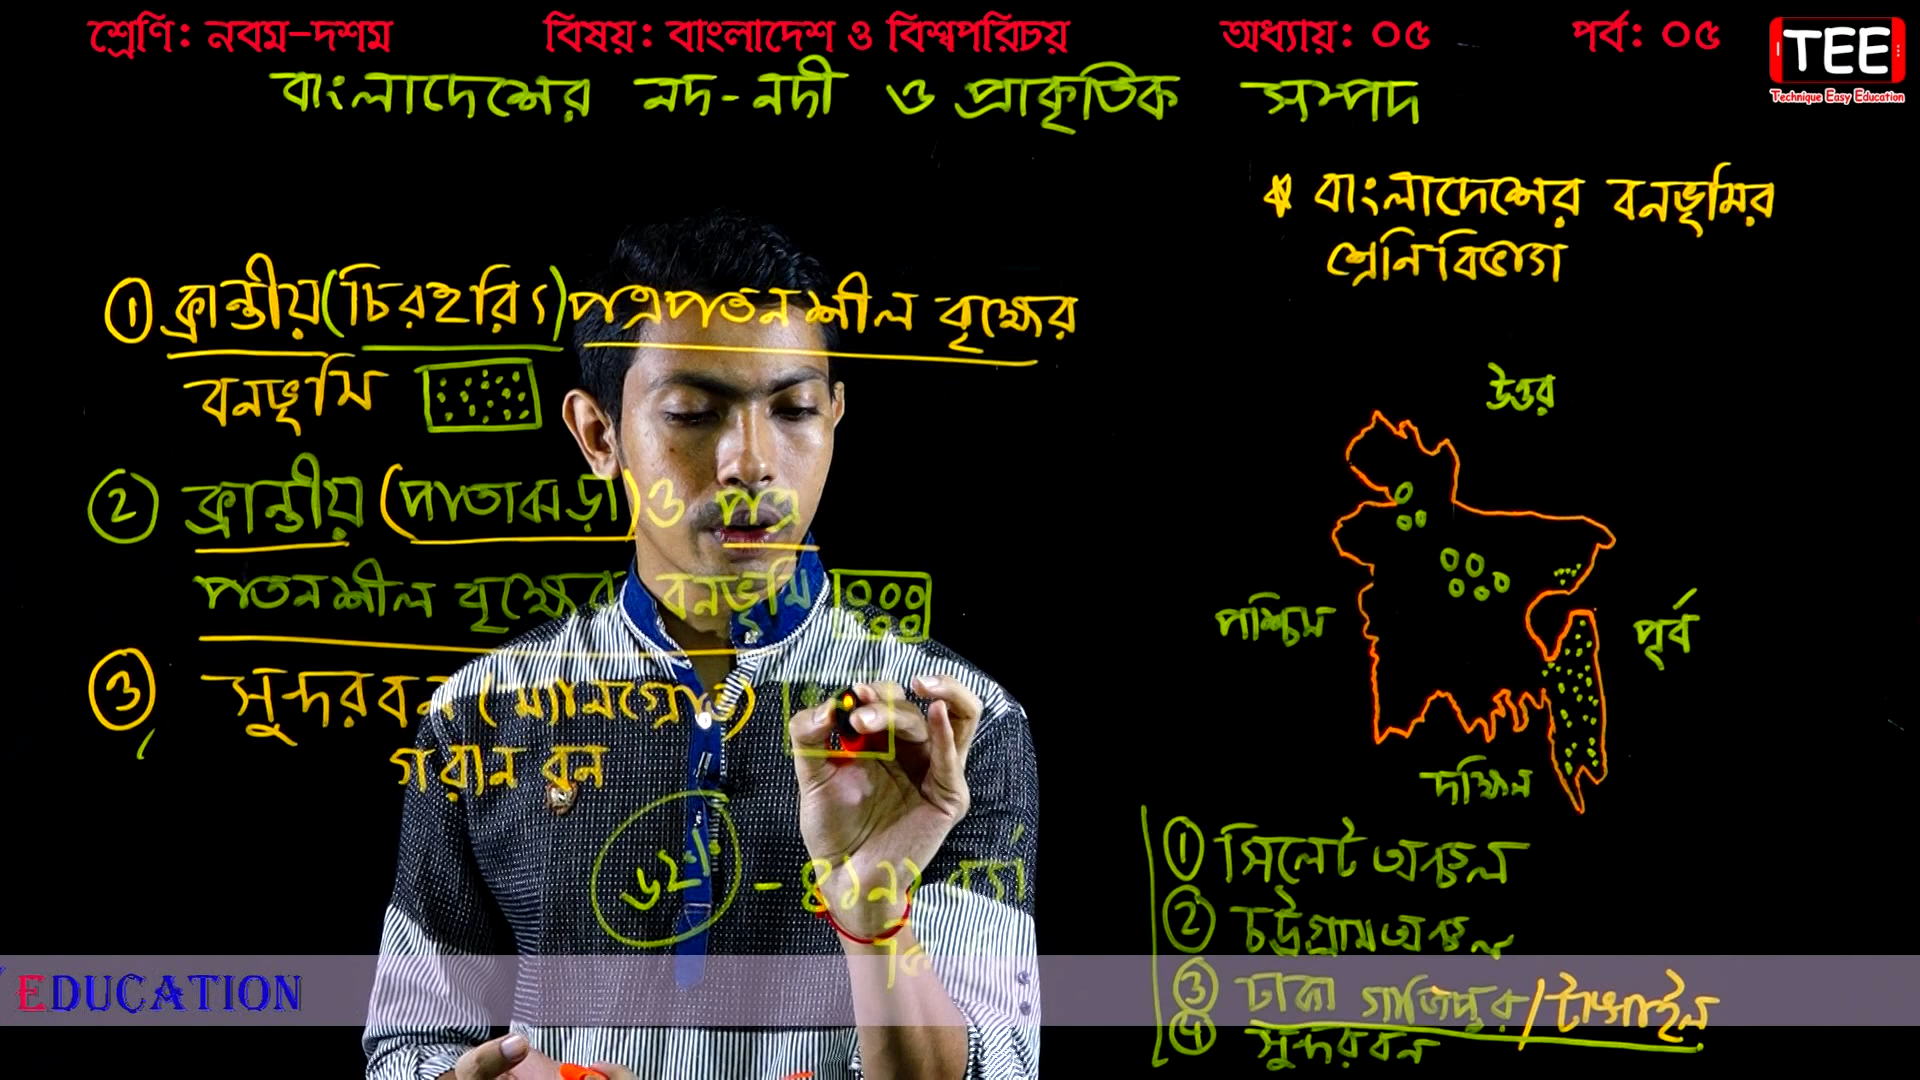 শ্রেণি: নবম-দশম বিষয়: বাংলাদেশ ও বিশ্বপরিচয় অধ্যায়: ০৫ পর্ব: ০৫
TEE
Technique Easy Education
বাংলাদেশের নদ-নদী ও প্রাকৃতিক সম্পদ
* বাংলাদেশের বনভূমির
শ্রেনিবিভাগ
① ক্রান্তীয় (চিরহরিৎ) পত্রপতনশীল বৃক্ষের
বনভূমি
② ক্রান্তীয় (পাতাঝড়া) ও পত্র
পতনশীল বৃক্ষের বনভূমি
③ সুন্দরবন (ম্যানগ্রোভ)
গরান বন
উত্তর
পশ্চিম
পূর্ব
দক্ষিন
① সিলেট অঞ্চল
② চট্টগ্রাম অঞ্চল
③ ঢাকা গাজিপুর / টাঙ্গাইল
④ সুন্দরবন
EDUCATION